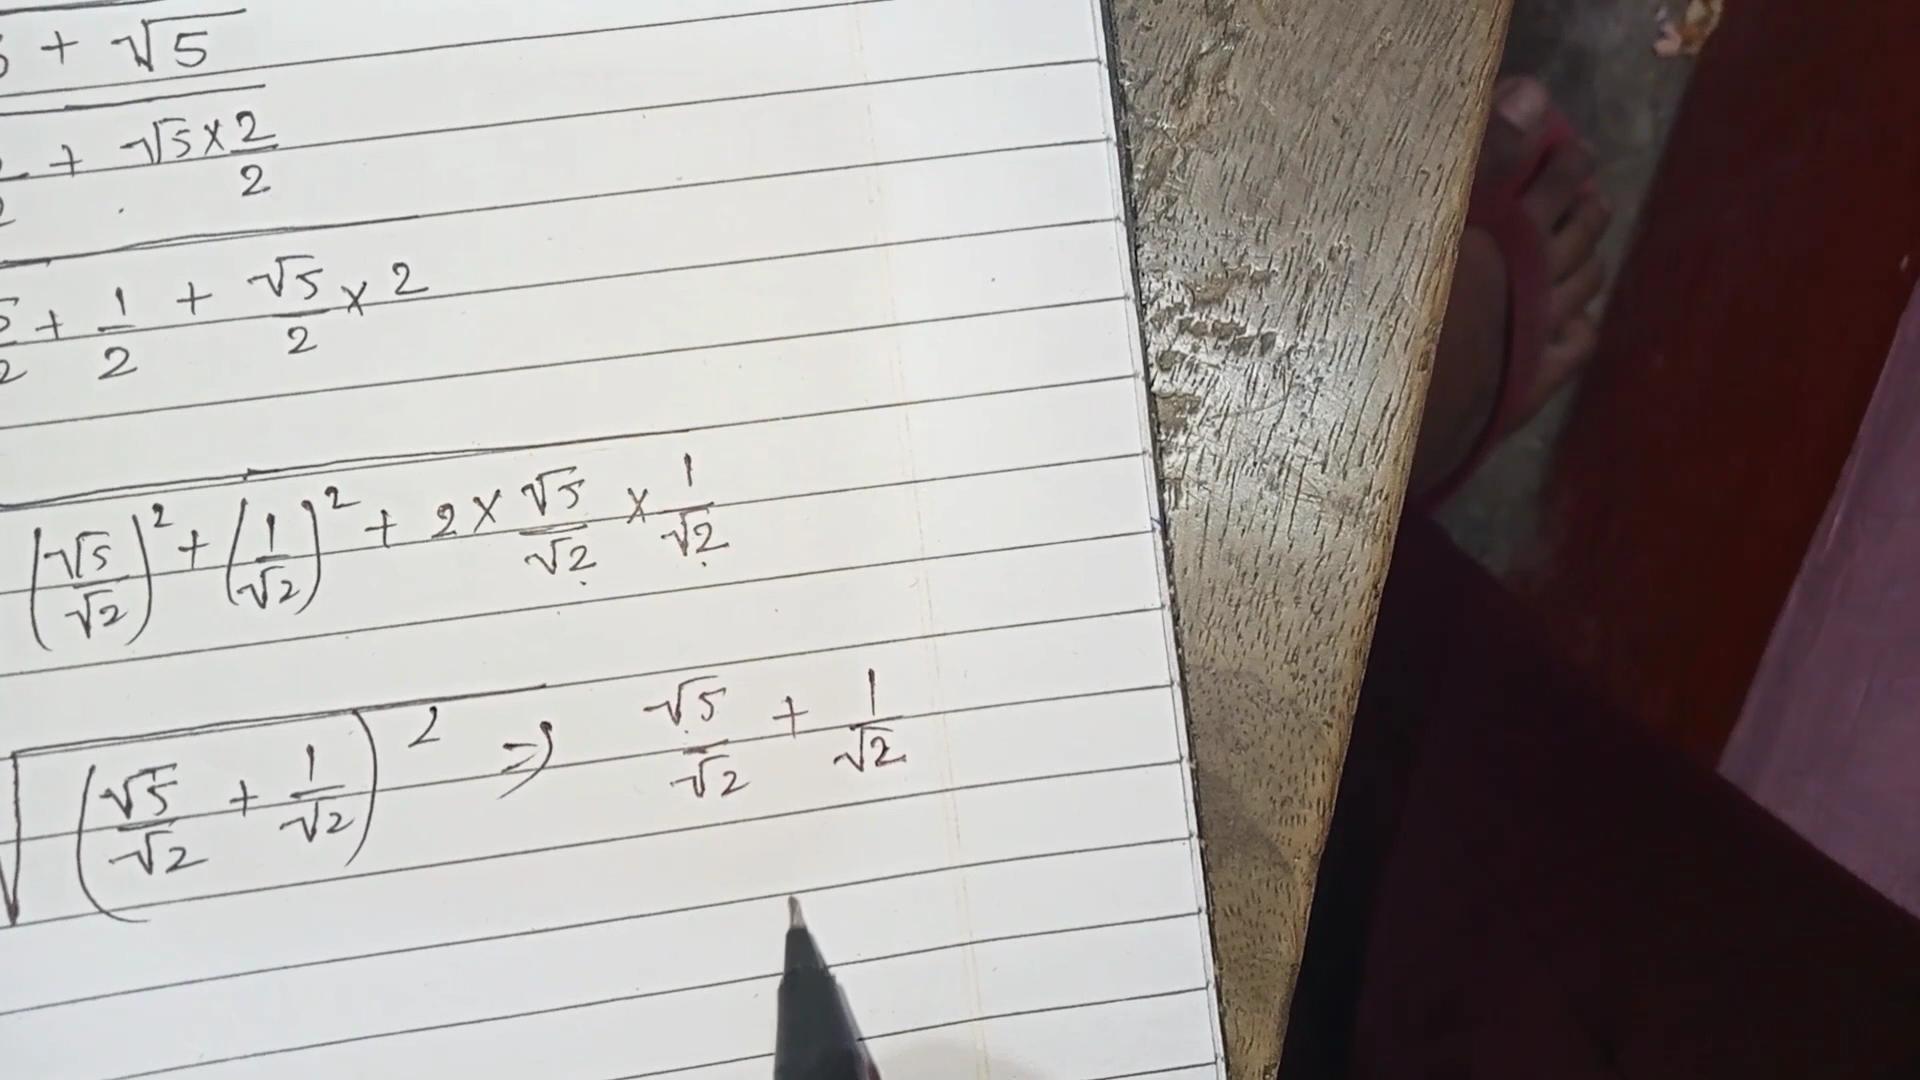 + √5
+ √5 × 2/2
+ 1/2 + √5/2 × 2
(√5/√2)² + (1/√2)² + 2 × √5/√2 × 1/√2
√(√5/√2 + 1/√2)² ⇒ √5/√2 + 1/√2